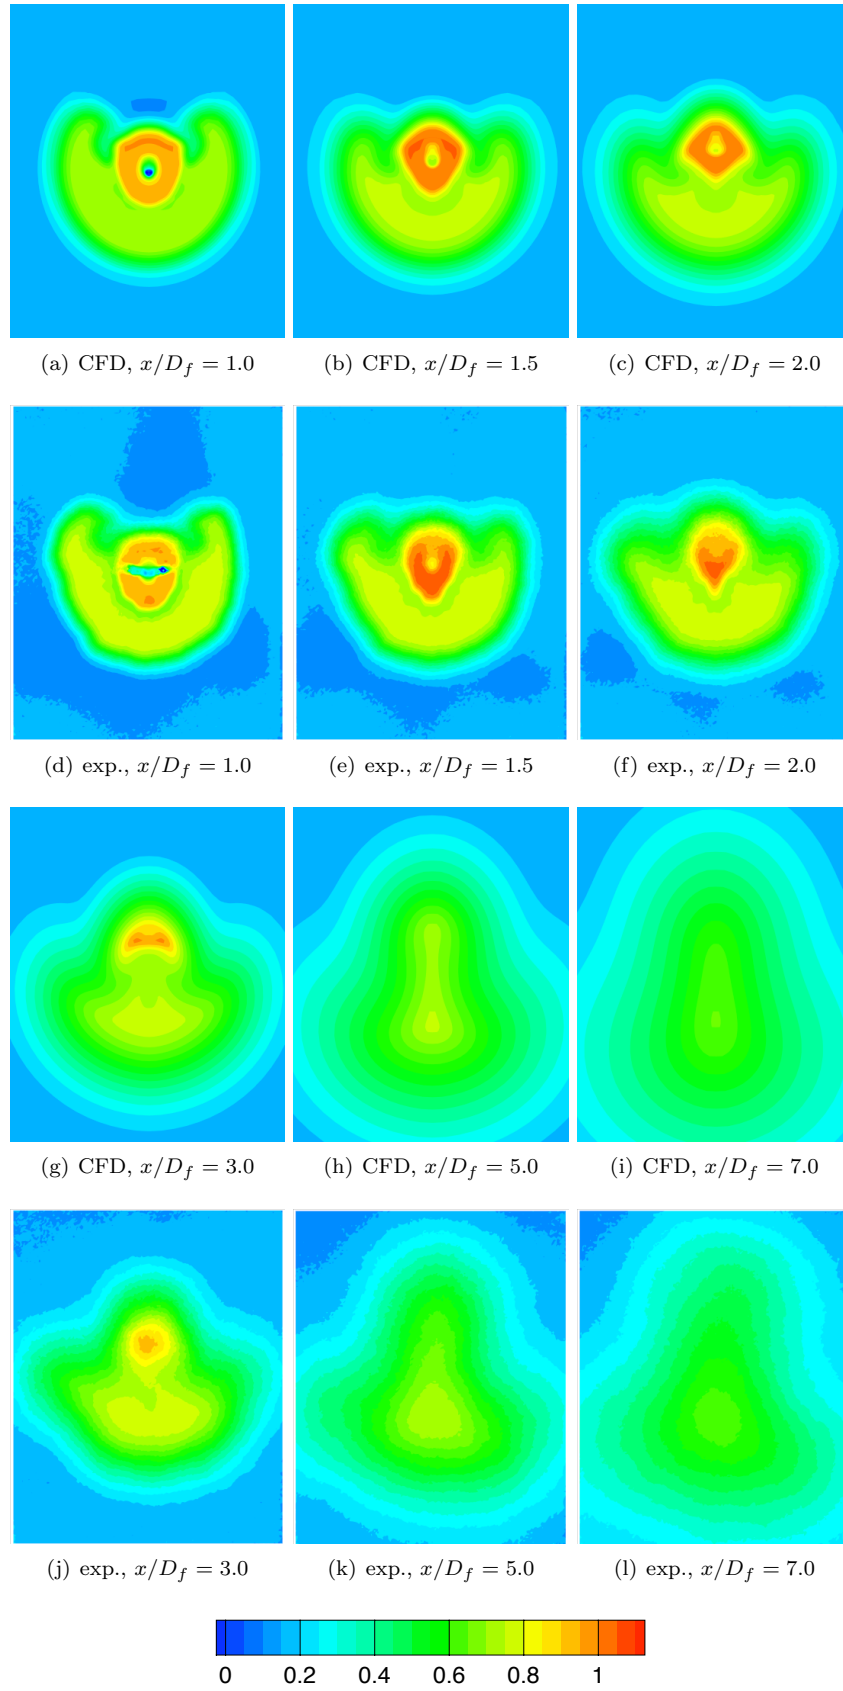 (a) CFD, x/D_f = 1.0 (b) CFD, x/D_f = 1.5 (c) CFD, x/D_f = 2.0
(d) exp., x/D_f = 1.0 (e) exp., x/D_f = 1.5 (f) exp., x/D_f = 2.0
(g) CFD, x/D_f = 3.0 (h) CFD, x/D_f = 5.0 (i) CFD, x/D_f = 7.0
(j) exp., x/D_f = 3.0 (k) exp., x/D_f = 5.0 (l) exp., x/D_f = 7.0
0 0.2 0.4 0.6 0.8 1